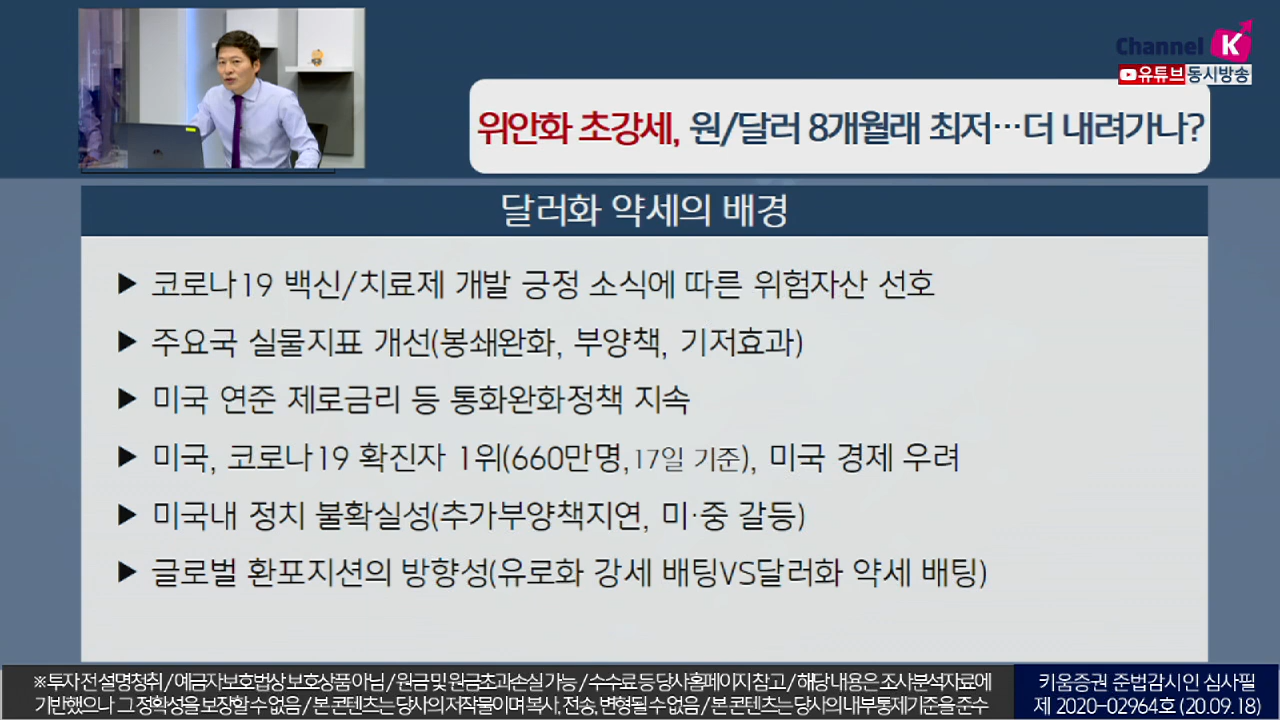 Channel K
유튜브 동시방송
위안화 초강세, 원/달러 8개월래 최저…더 내려가나?
달러화 약세의 배경
▶ 코로나19 백신/치료제 개발 긍정 소식에 따른 위험자산 선호
▶ 주요국 실물지표 개선(봉쇄완화, 부양책, 기저효과)
▶ 미국 연준 제로금리 등 통화완화정책 지속
▶ 미국, 코로나19 확진자 1위(660만명, 17일 기준), 미국 경제 우려
▶ 미국내 정치 불확실성(추가부양책지연, 미·중 갈등)
▶ 글로벌 환포지션의 방향성(유로화 강세 배팅VS달러화 약세 배팅)
※ 투자 전 설명청취 / 예금자보호법상 보호상품 아님 / 원금 및 원금초과손실 가능 / 수수료 등 당사홈페이지 참고 / 해당 내용은 조사분석자료에
기반했으나 그 정확성을 보장할 수 없음 / 본 콘텐츠는 당사의 저작물이며 복사, 전송, 변형될 수 없음 / 본 콘텐츠는 당사의 내부통제기준을 준수
키움증권 준법감시인 심사필
제 2020-02964호 (20.09.18)